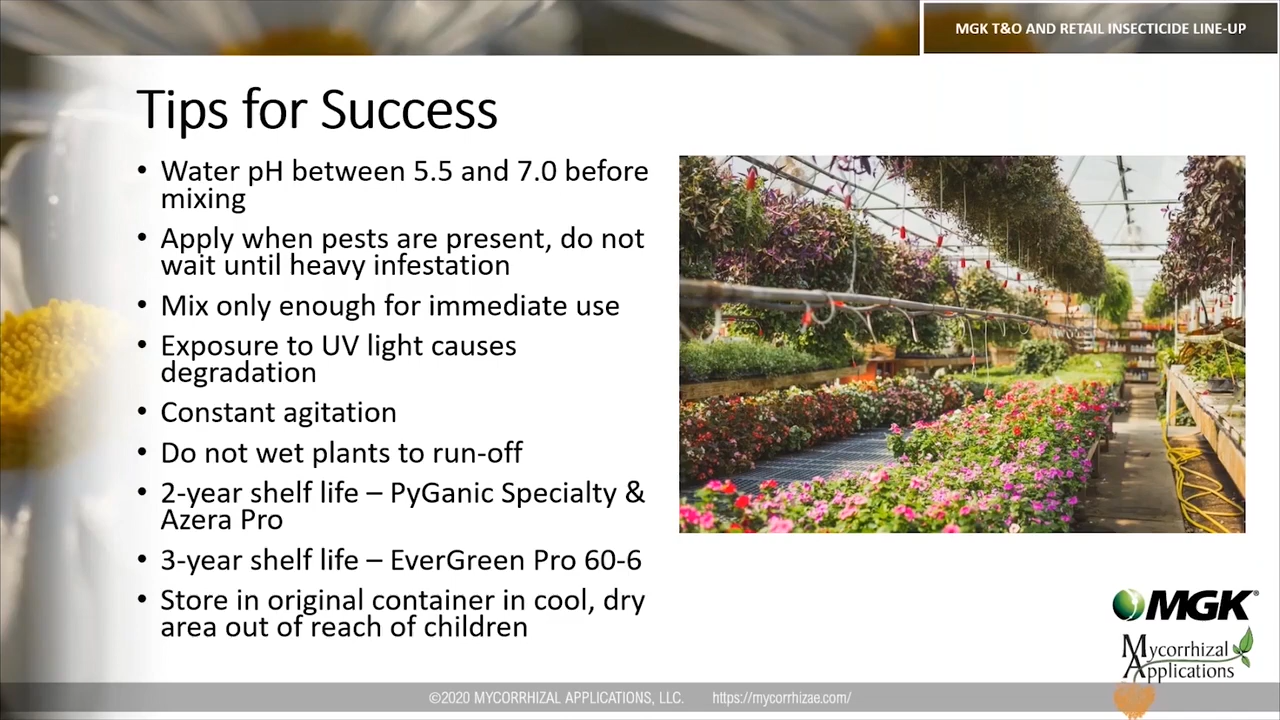 MGK T&O AND RETAIL INSECTICIDE LINE-UP
Tips for Success
• Water pH between 5.5 and 7.0 before
mixing
• Apply when pests are present, do not
wait until heavy infestation
• Mix only enough for immediate use
• Exposure to UV light causes
degradation
• Constant agitation
• Do not wet plants to run-off
• 2-year shelf life – PyGanic Specialty &
Azera Pro
• 3-year shelf life – EverGreen Pro 60-6
• Store in original container in cool, dry
area out of reach of children
MGK®
Mycorrhizal
Applications
©2020 MYCORRHIZAL APPLICATIONS, LLC. https://mycorrhizae.com/